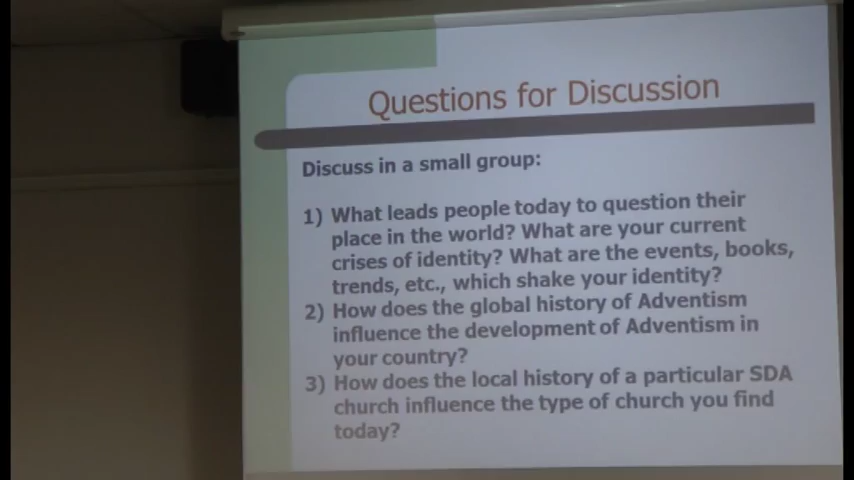 Questions for Discussion
Discuss in a small group:
1) What leads people today to question their
place in the world? What are your current
crises of identity? What are the events, books,
trends, etc., which shake your identity?
2) How does the global history of Adventism
influence the development of Adventism in
your country?
3) How does the local history of a particular SDA
church influence the type of church you find
today?